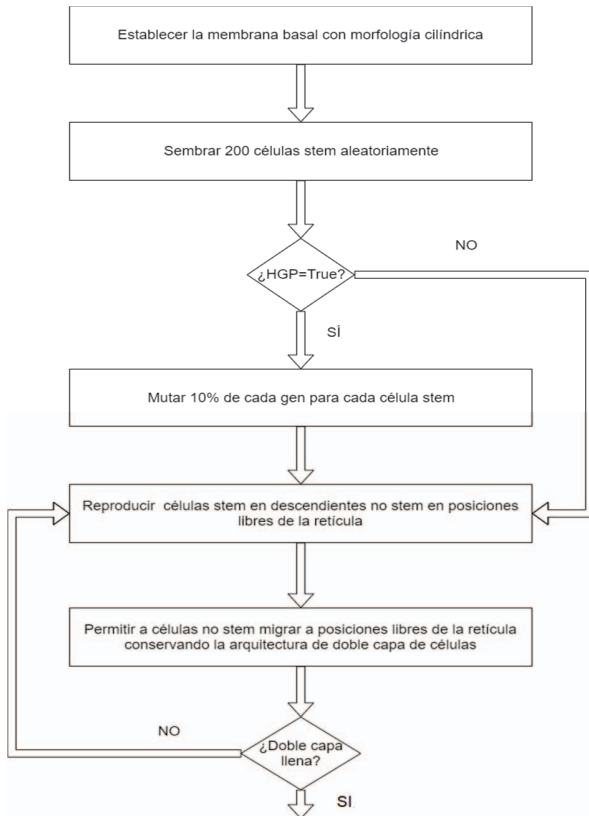 Establecer la membrana basal con morfología cilíndrica
Sembrar 200 células stem aleatoriamente
¿HGP=True?
NO
SÍ
Mutar 10% de cada gen para cada célula stem
Reproducir células stem en descendientes no stem en posiciones
libres de la retícula
Permitir a células no stem migrar a posiciones libres de la retícula
conservando la arquitectura de doble capa de células
NO
¿Doble capa
llena?
SI